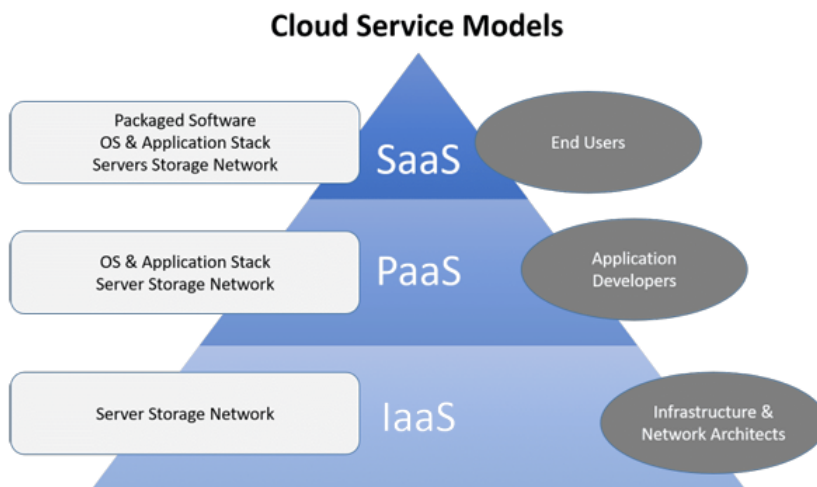 Cloud Service Models
Packaged Software
OS & Application Stack
Servers Storage Network
SaaS
End Users
OS & Application Stack
Server Storage Network
PaaS
Application
Developers
Server Storage Network
IaaS
Infrastructure &
Network Architects